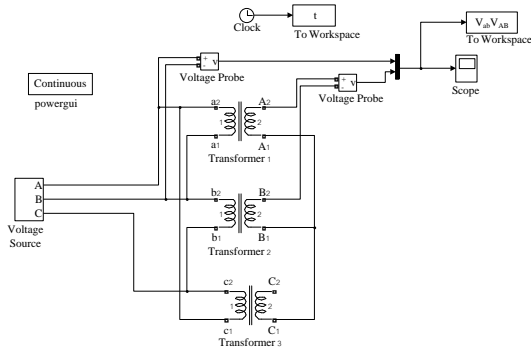 t
V_ab V_AB
Clock
To Workspace
To Workspace
+
-
v
Voltage Probe
+
-
v
Voltage Probe
Scope
Continuous
powergui
a2
A2
1
2
a1
A1
Transformer 1
A
B
C
Voltage
Source
b2
B2
1
2
b1
B1
Transformer 2
c2
C2
1
2
c1
C1
Transformer 3